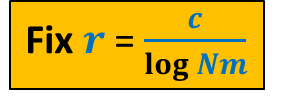 Fix r = c / log Nm